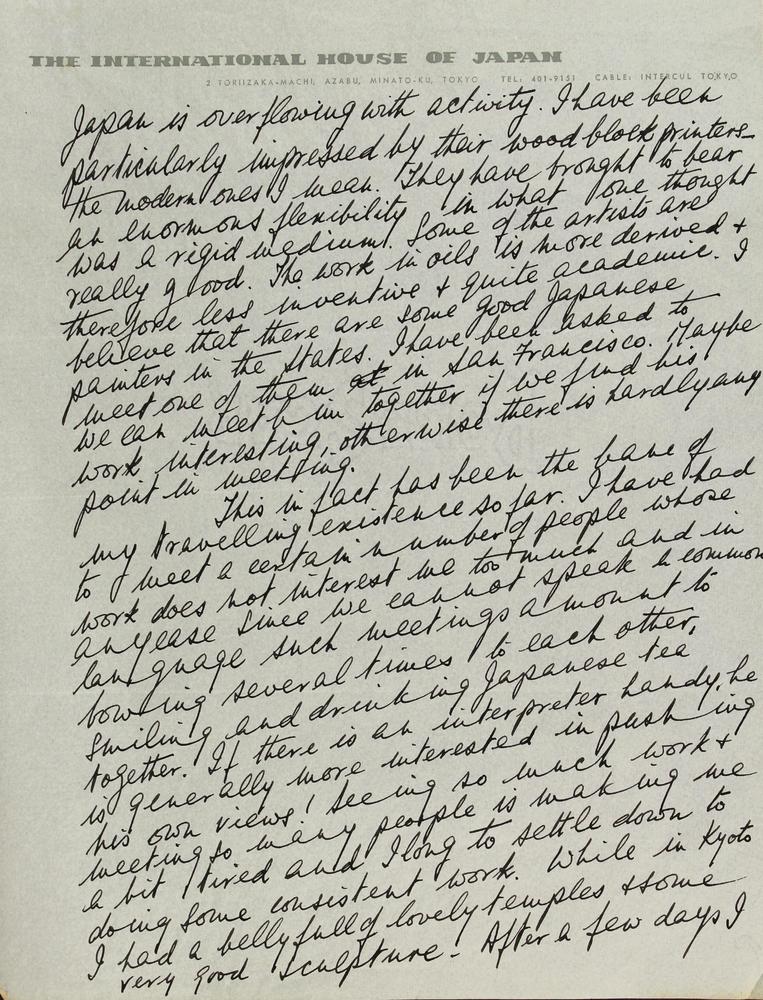 THE INTERNATIONAL HOUSE OF JAPAN
2 TORIIZAKA-MACHI, AZABU, MINATO-KU, TOKYO TEL: 401-9151 CABLE: INTERCUL TOKYO
Japan is overflowing with activity. I have been
particularly impressed by their wood block printers—
the modern ones I mean. They have brought to bear
an enormous flexibility in what one thought
was a rigid medium. Some of the artists are
really good. The work in oils is more derived +
therefore less inventive + quite academic. I
believe that there are some good Japanese
painters in the States. I have been asked to
meet one of them at in San Francisco. Maybe
we can meet him together if we find his
work interesting, otherwise there is hardly any
point in meeting.
This in fact has been the bane of
my travelling existence so far. I have had
to meet a certain number of people whose
work does not interest me too much and in
any case since we cannot speak a common
language such meetings amount to
bowing several times to each other,
smiling and drinking Japanese tea
together. If there is an interpreter handy, he
is generally more interested in pushing
his own views! Seeing so much work +
meeting so many people is making me
a bit tired and I long to settle down to
doing some consistent work. While in Kyoto
I had a belly full of lovely temples + some
very good sculpture. After a few days I